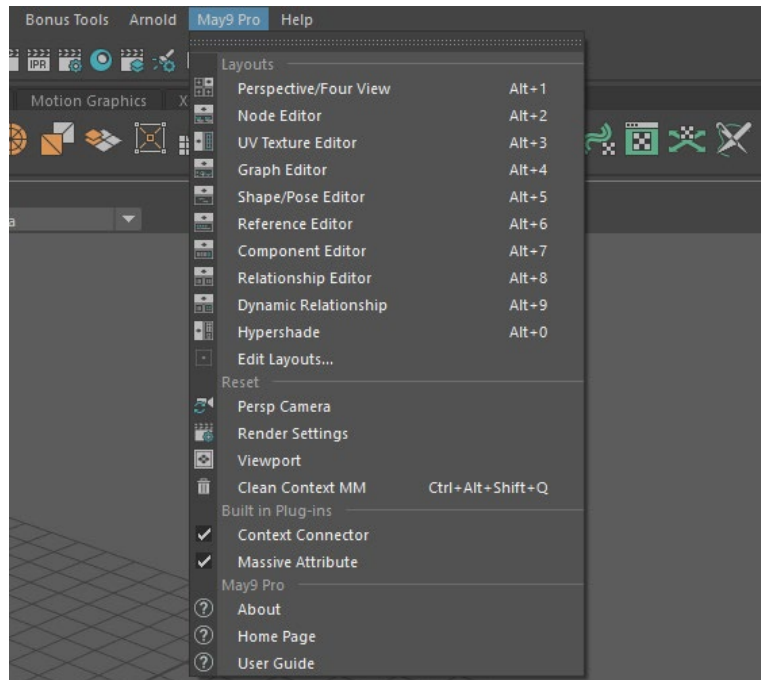 Bonus Tools Arnold May9 Pro Help
IPR
Motion Graphics X
a
Layouts
Perspective/Four View Alt+1
Node Editor Alt+2
UV Texture Editor Alt+3
Graph Editor Alt+4
Shape/Pose Editor Alt+5
Reference Editor Alt+6
Component Editor Alt+7
Relationship Editor Alt+8
Dynamic Relationship Alt+9
Hypershade Alt+0
Edit Layouts...
Reset
Persp Camera
Render Settings
Viewport
Clean Context MM Ctrl+Alt+Shift+Q
Built in Plug-ins
Context Connector
Massive Attribute
May9 Pro
? About
? Home Page
? User Guide